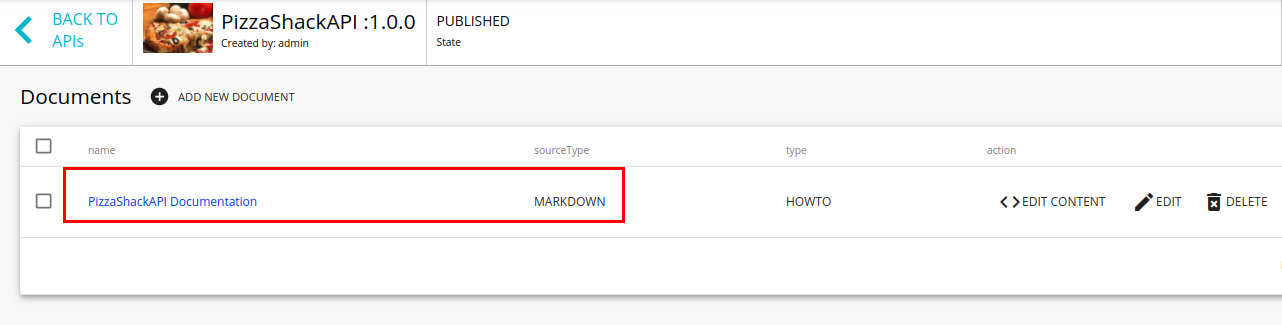 BACK TO
APIs
PizzaShackAPI :1.0.0
Created by: admin
PUBLISHED
State
Documents ADD NEW DOCUMENT
name sourceType type action
PizzaShackAPI Documentation MARKDOWN HOWTO EDIT CONTENT EDIT DELETE